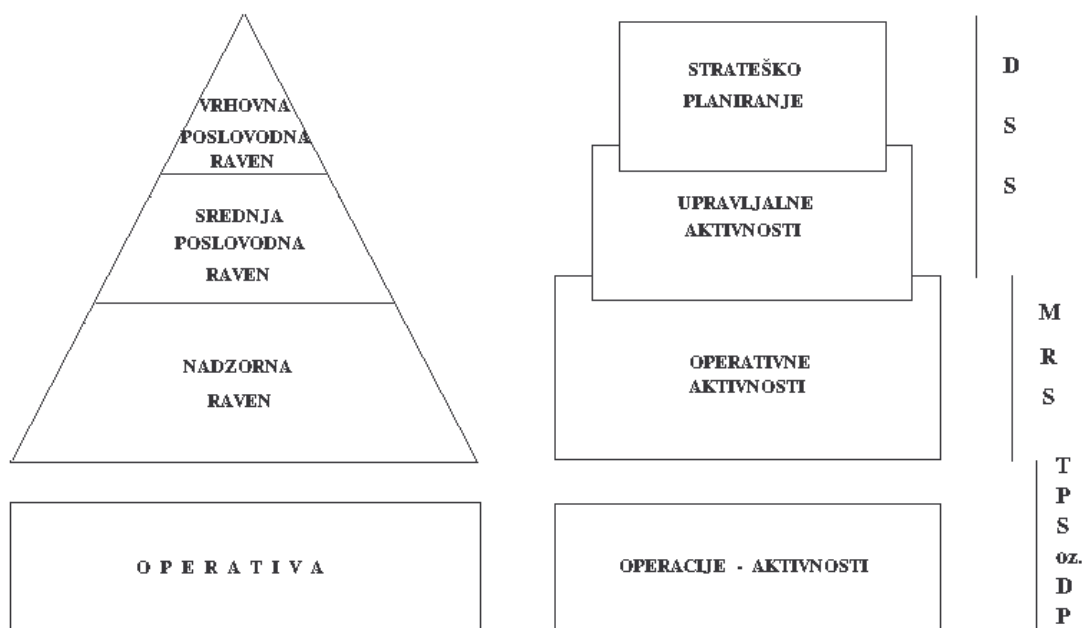 VRHOVNA
POSLOVODNA
RAVEN
SREDNJA
POSLOVODNA
RAVEN
NADZORNA
RAVEN
O P E R A T I V A
STRATEŠKO
PLANIRANJE
UPRAVLJALNE
AKTIVNOSTI
OPERATIVNE
AKTIVNOSTI
OPERACIJE - AKTIVNOSTI
D
S
S
M
R
S
T
P
S
oz.
D
P